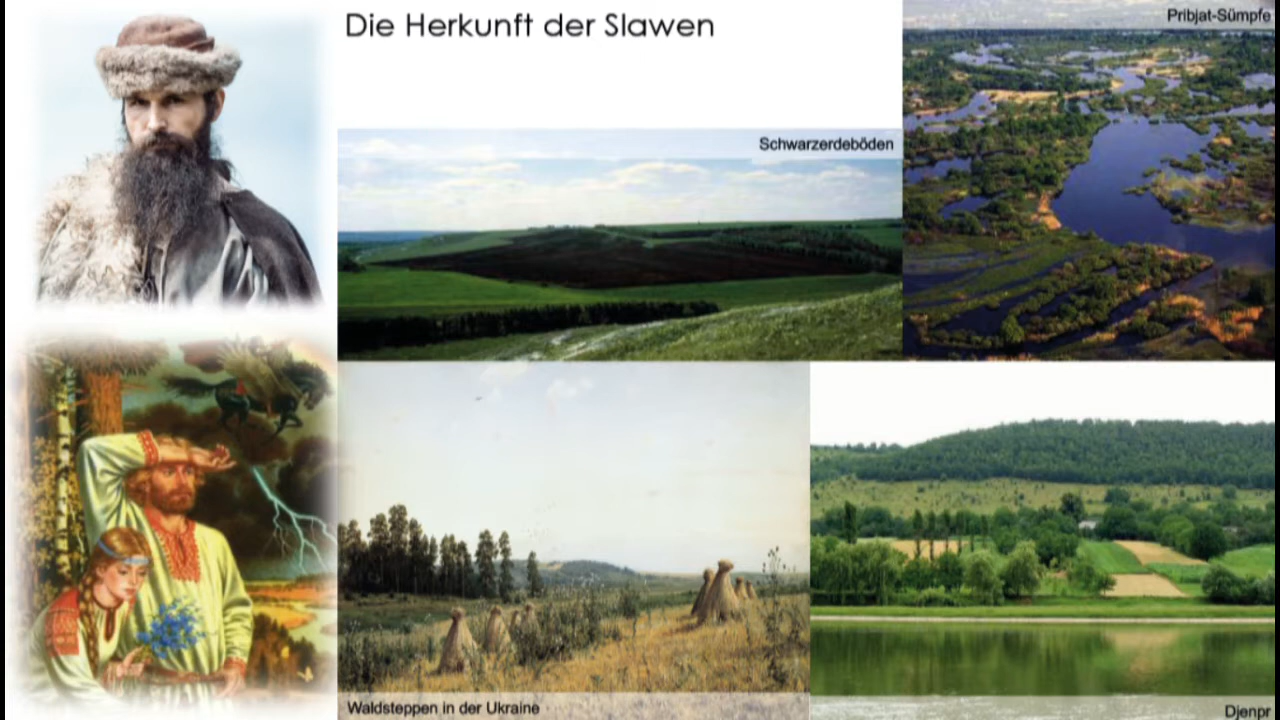 Die Herkunft der Slawen
Pribjat-Sümpfe
Schwarzerdeböden
Waldsteppen in der Ukraine
Djenpr